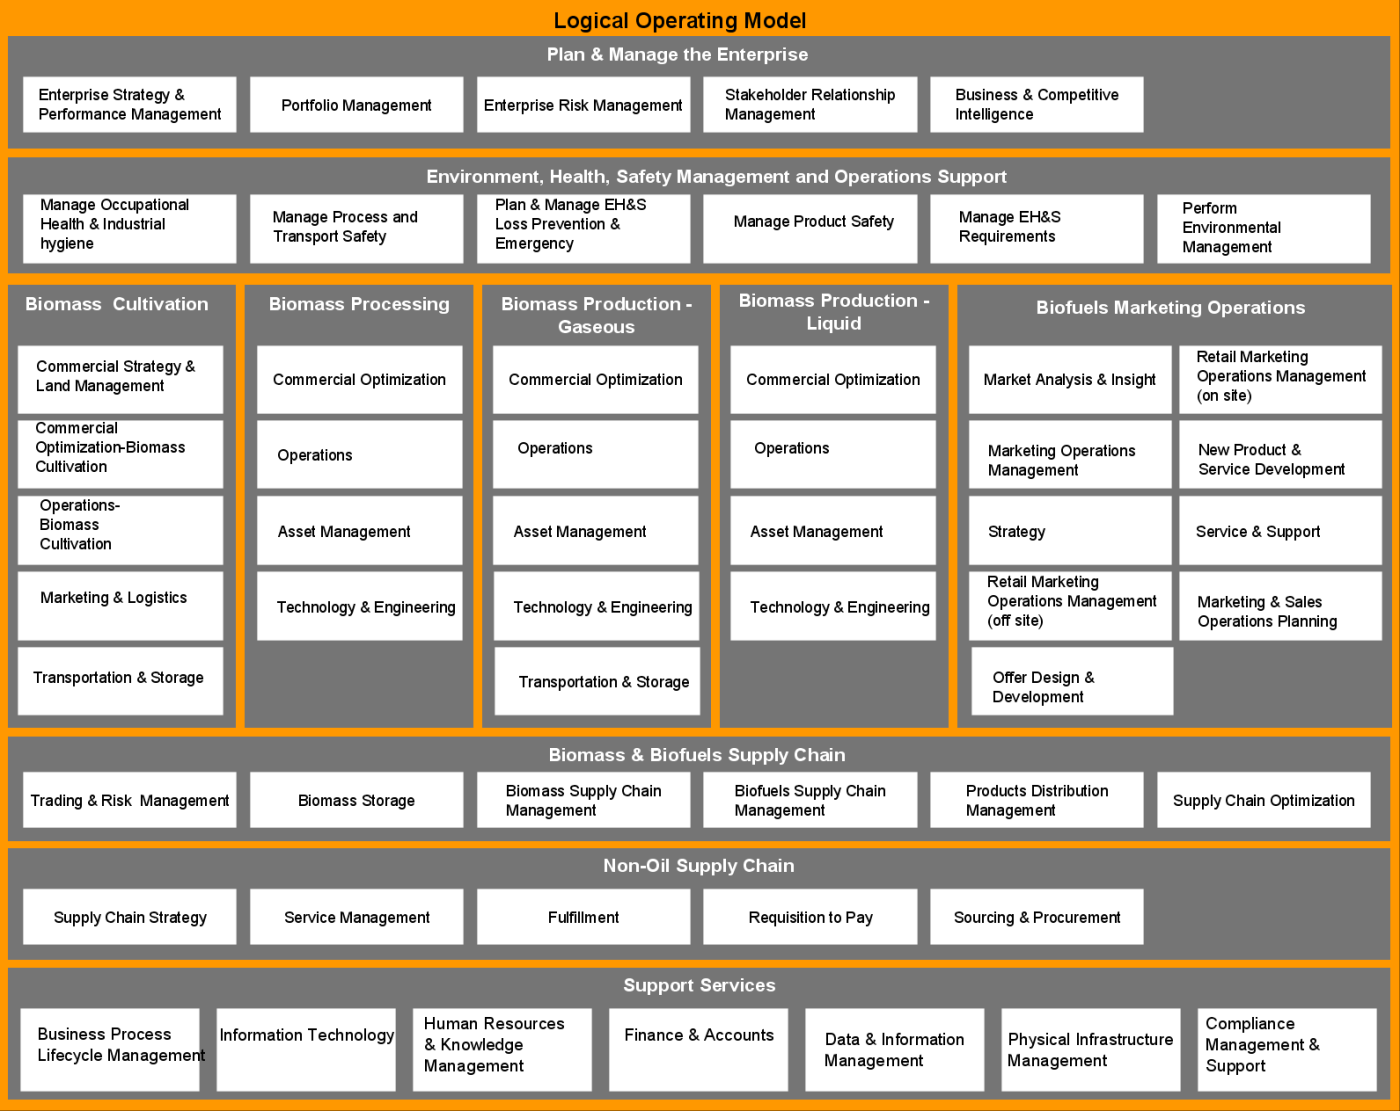 Logical Operating Model
Plan & Manage the Enterprise
Enterprise Strategy &
Performance Management
Portfolio Management
Enterprise Risk Management
Stakeholder Relationship
Management
Business & Competitive
Intelligence
Environment, Health, Safety Management and Operations Support
Manage Occupational
Health & Industrial
hygiene
Manage Process and
Transport Safety
Plan & Manage EH&S
Loss Prevention &
Emergency
Manage Product Safety
Manage EH&S
Requirements
Perform
Environmental
Management
Biomass Cultivation
Commercial Strategy &
Land Management
Commercial
Optimization-Biomass
Cultivation
Operations-
Biomass
Cultivation
Marketing & Logistics
Transportation & Storage
Biomass Processing
Commercial Optimization
Operations
Asset Management
Technology & Engineering
Biomass Production -
Gaseous
Commercial Optimization
Operations
Asset Management
Technology & Engineering
Transportation & Storage
Biomass Production -
Liquid
Commercial Optimization
Operations
Asset Management
Technology & Engineering
Biofuels Marketing Operations
Market Analysis & Insight
Retail Marketing
Operations Management
(on site)
Marketing Operations
Management
New Product &
Service Development
Strategy
Service & Support
Retail Marketing
Operations Management
(off site)
Marketing & Sales
Operations Planning
Offer Design &
Development
Biomass & Biofuels Supply Chain
Trading & Risk Management
Biomass Storage
Biomass Supply Chain
Management
Biofuels Supply Chain
Management
Products Distribution
Management
Supply Chain Optimization
Non-Oil Supply Chain
Supply Chain Strategy
Service Management
Fulfillment
Requisition to Pay
Sourcing & Procurement
Support Services
Business Process
Lifecycle Management
Information Technology
Human Resources
& Knowledge
Management
Finance & Accounts
Data & Information
Management
Physical Infrastructure
Management
Compliance
Management &
Support